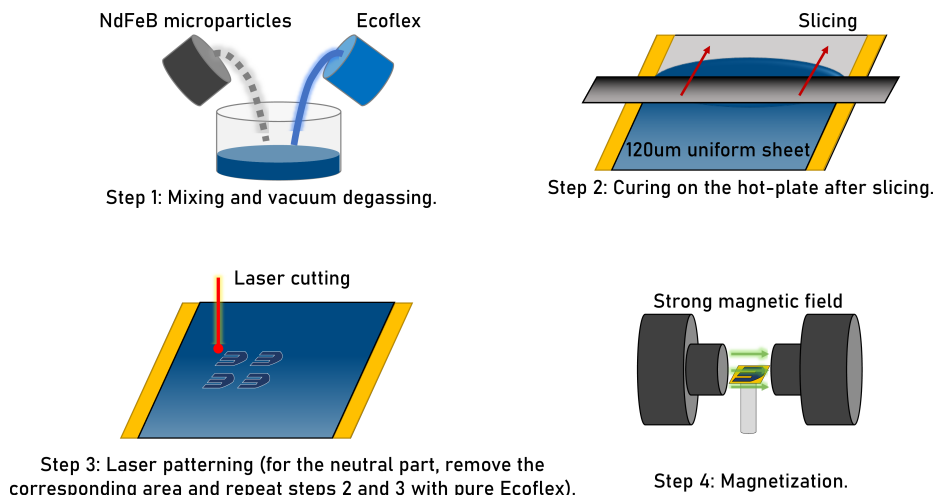 NdFeB microparticles
Ecoflex
Step 1: Mixing and vacuum degassing.
Slicing
120um uniform sheet
Step 2: Curing on the hot-plate after slicing.
Laser cutting
Step 3: Laser patterning (for the neutral part, remove the
corresponding area and repeat steps 2 and 3 with pure Ecoflex).
Strong magnetic field
Step 4: Magnetization.